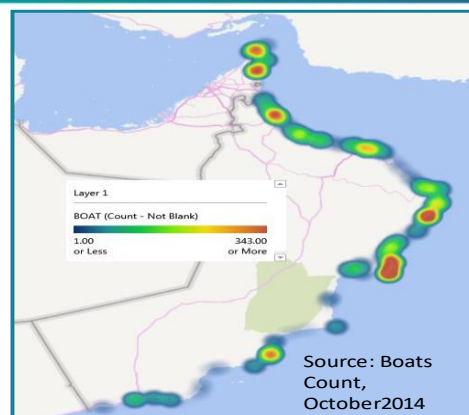 Layer 1
BOAT (Count - Not Blank)
1.00 343.00
or Less or More
Source: Boats
Count,
October2014